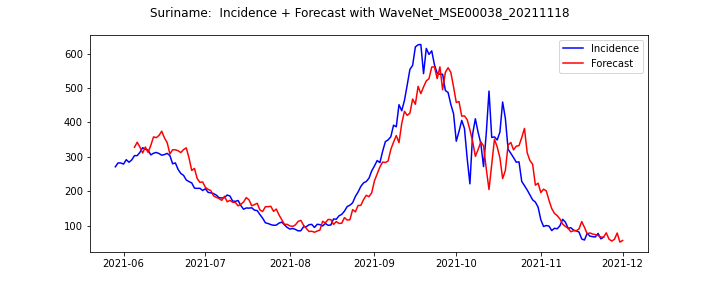 Suriname:  Incidence + Forecast with WaveNet_MSE00038_20211118
Incidence
Forecast
600
500
400
300
200
100
2021-06 2021-07 2021-08 2021-09 2021-10 2021-11 2021-12